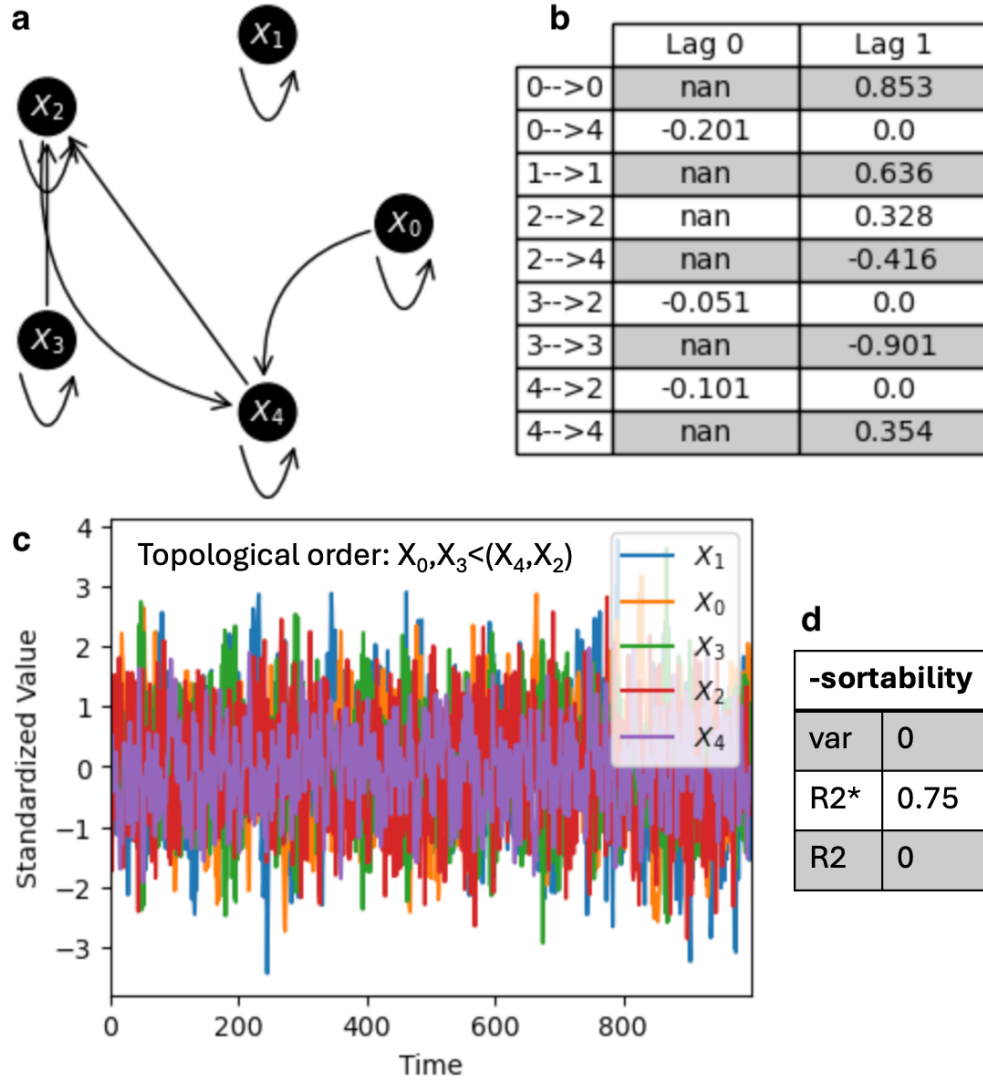 a
X₁
X₂
X₀
X₃
X₄
b
Lag 0 Lag 1
0-->0 nan 0.853
0-->4 -0.201 0.0
1-->1 nan 0.636
2-->2 nan 0.328
2-->4 nan -0.416
3-->2 -0.051 0.0
3-->3 nan -0.901
4-->2 -0.101 0.0
4-->4 nan 0.354
c
Topological order: X₀,X₃<(X₄,X₂)
X₁
X₀
X₃
X₂
X₄
Standardized Value
4
3
2
1
0
−1
−2
−3
0 200 400 600 800
Time
d
-sortability
var 0
R2* 0.75
R2 0